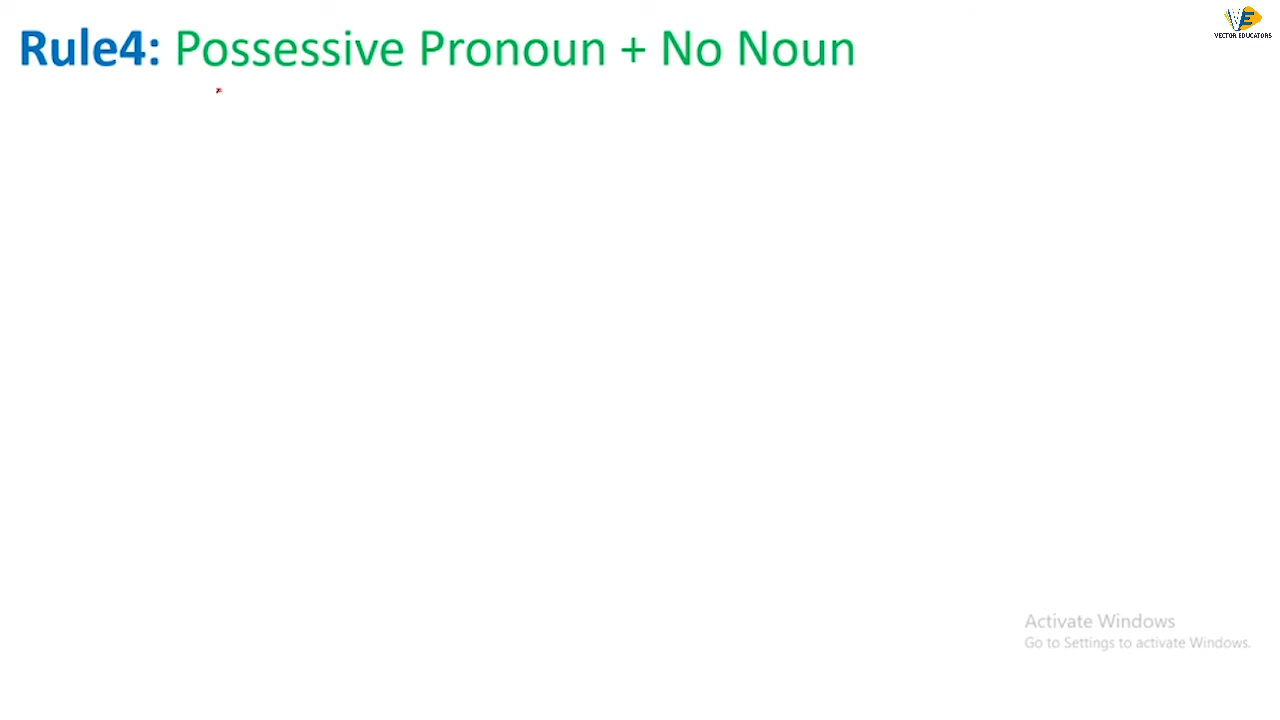 Rule4: Possessive Pronoun + No Noun
VECTOR EDUCATORS
Activate Windows
Go to Settings to activate Windows.